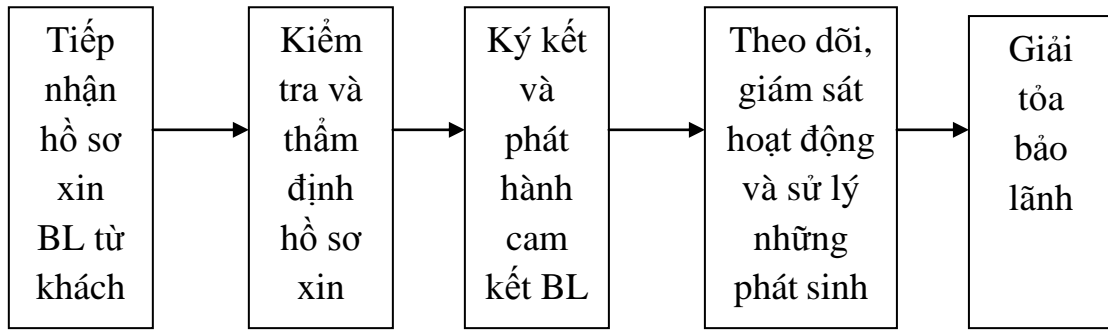 Tiếp
nhận
hồ sơ
xin
BL từ
khách
Kiểm
tra và
thẩm
định
hồ sơ
xin
Ký kết
và
phát
hành
cam
kết BL
Theo dõi,
giám sát
hoạt động
và sử lý
những
phát sinh
Giải
tỏa
bảo
lãnh